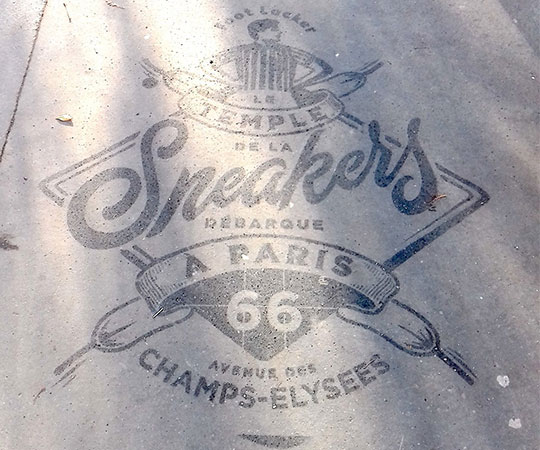 Foot Locker
LE
TEMPLE
DE LA
Sneakers
DÉBARQUE
A PARIS
66
AVENUE DES
CHAMPS-ELYSEES